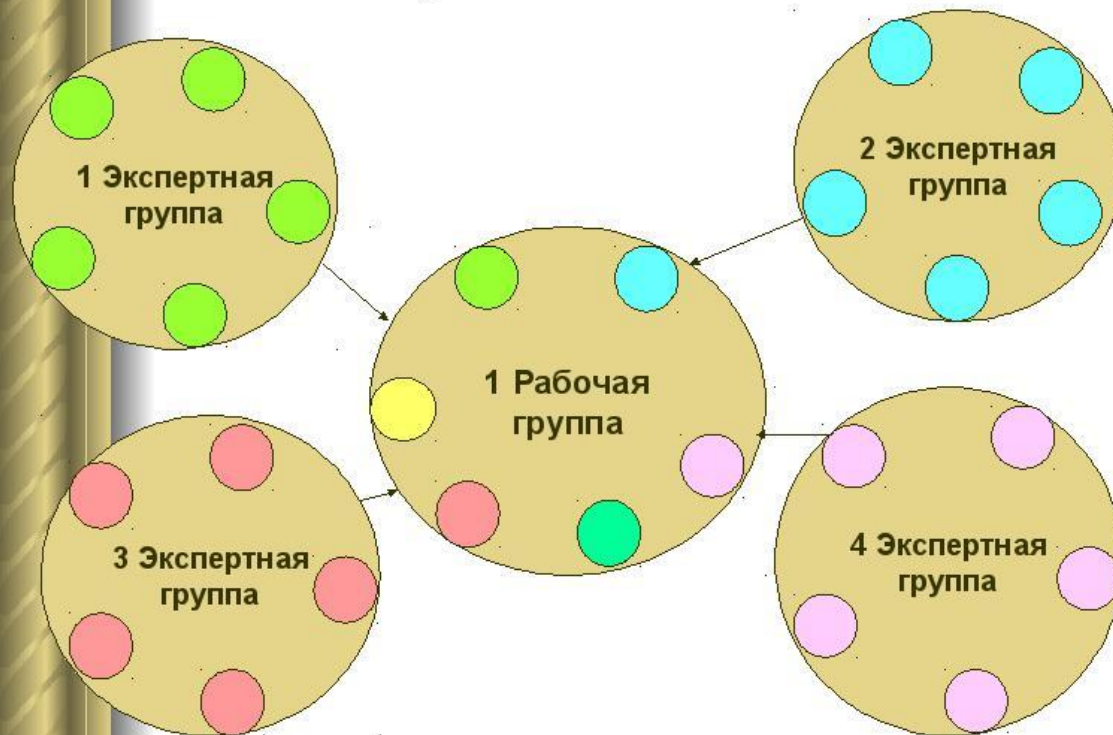 1 Экспертная
группа
2 Экспертная
группа
1 Рабочая
группа
3 Экспертная
группа
4 Экспертная
группа